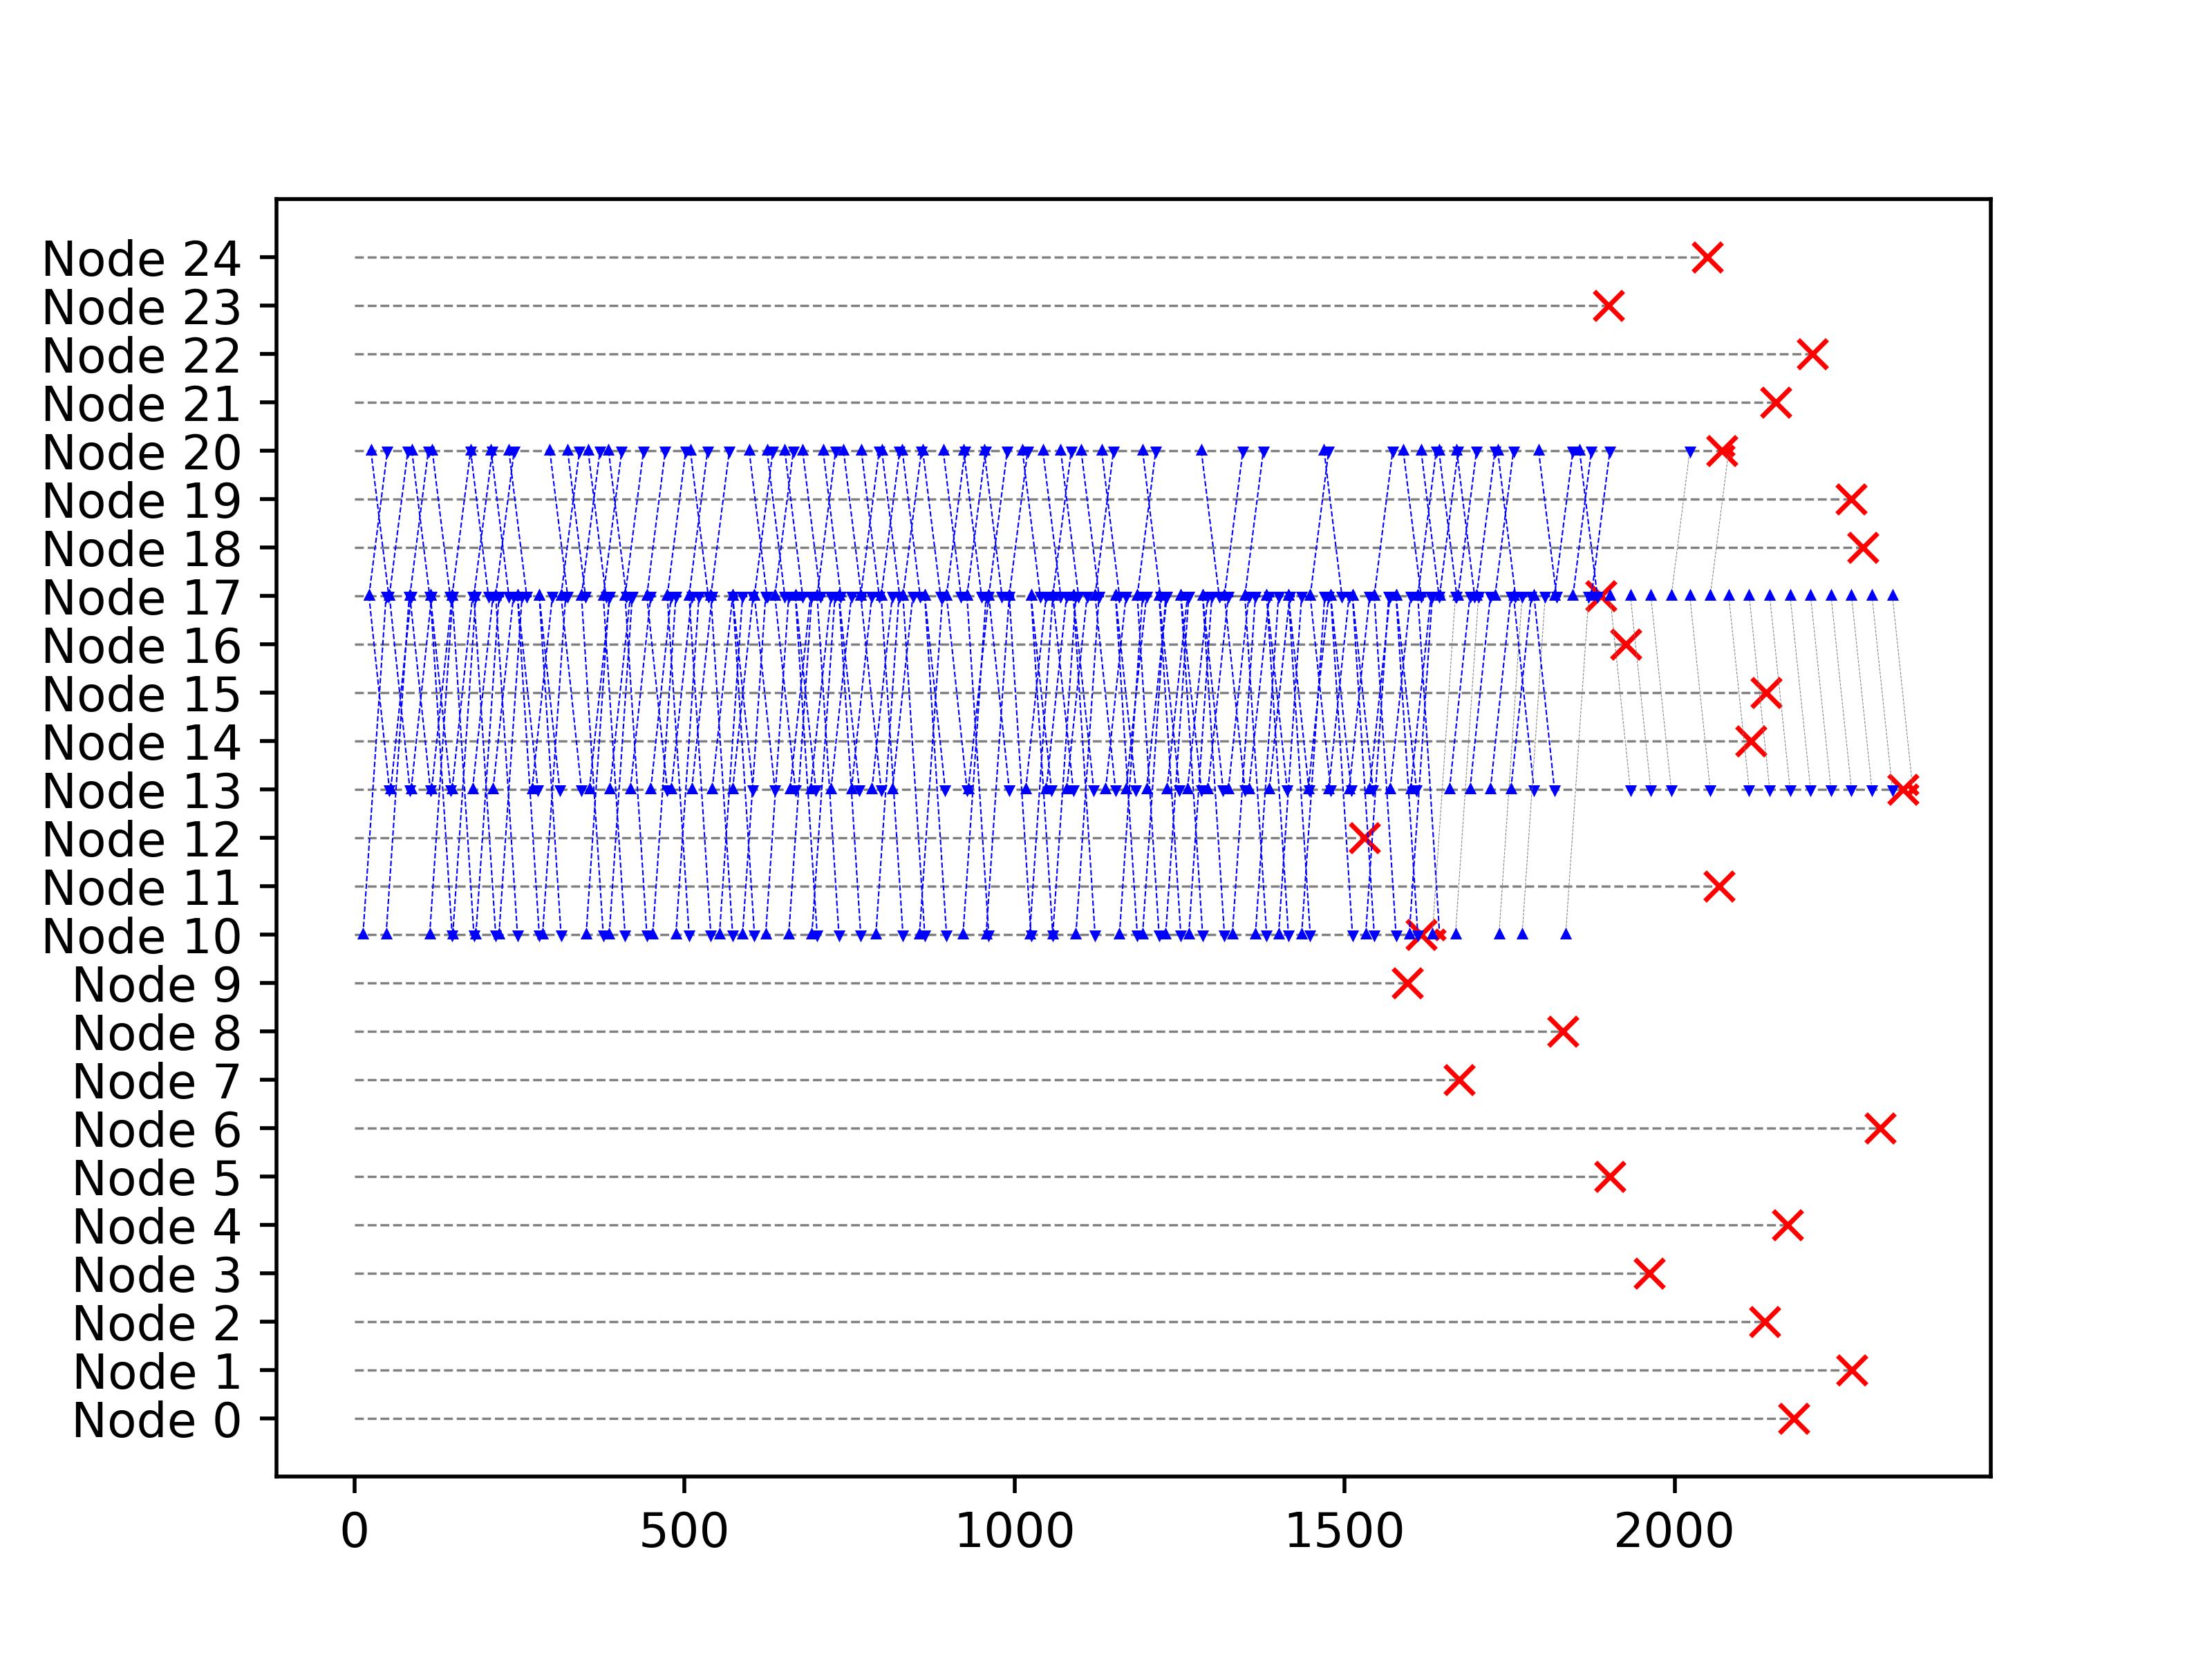 Node 24
Node 23
Node 22
Node 21
Node 20
Node 19
Node 18
Node 17
Node 16
Node 15
Node 14
Node 13
Node 12
Node 11
Node 10
Node 9
Node 8
Node 7
Node 6
Node 5
Node 4
Node 3
Node 2
Node 1
Node 0
0 500 1000 1500 2000